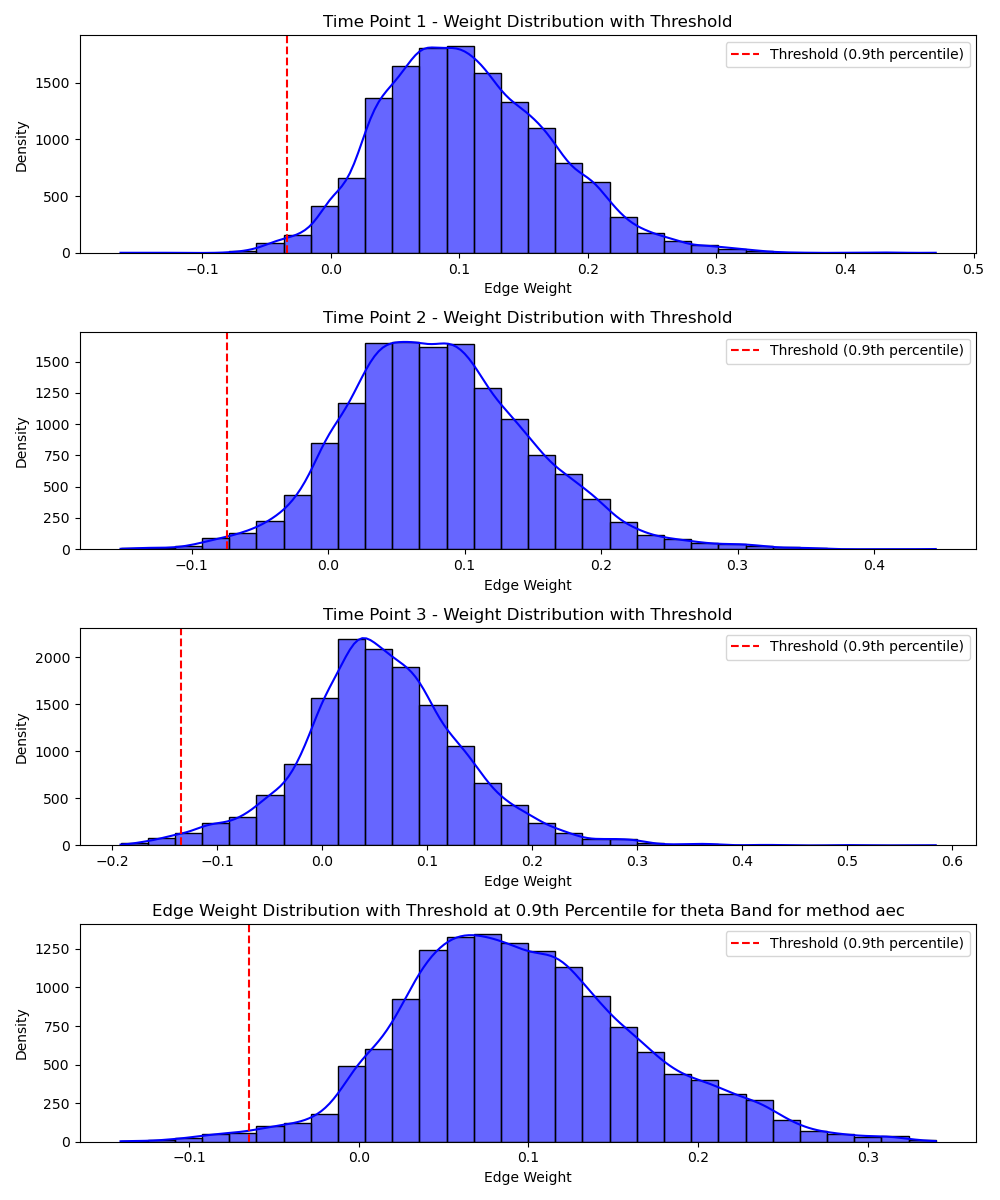 Time Point 1 - Weight Distribution with Threshold
Threshold (0.9th percentile)
Density
1500
1000
500
0
−0.1 0.0 0.1 0.2 0.3 0.4 0.5
Edge Weight
Time Point 2 - Weight Distribution with Threshold
Threshold (0.9th percentile)
Density
1500
1250
1000
750
500
250
0
−0.1 0.0 0.1 0.2 0.3 0.4
Edge Weight
Time Point 3 - Weight Distribution with Threshold
Threshold (0.9th percentile)
Density
2000
1500
1000
500
0
−0.2 −0.1 0.0 0.1 0.2 0.3 0.4 0.5 0.6
Edge Weight
Edge Weight Distribution with Threshold at 0.9th Percentile for theta Band for method aec
Threshold (0.9th percentile)
Density
1250
1000
750
500
250
0
−0.1 0.0 0.1 0.2 0.3
Edge Weight